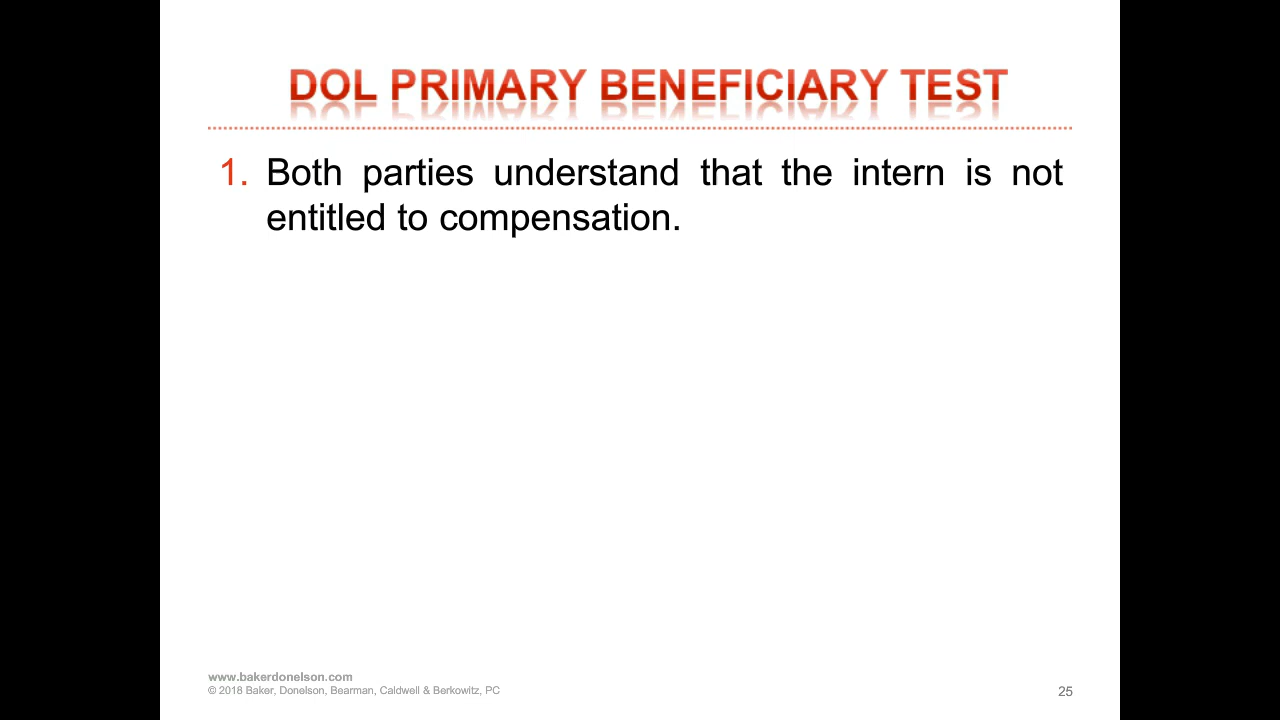 DOL PRIMARY BENEFICIARY TEST
1. Both parties understand that the intern is not
entitled to compensation.
www.bakerdonelson.com
© 2018 Baker, Donelson, Bearman, Caldwell & Berkowitz, PC
25